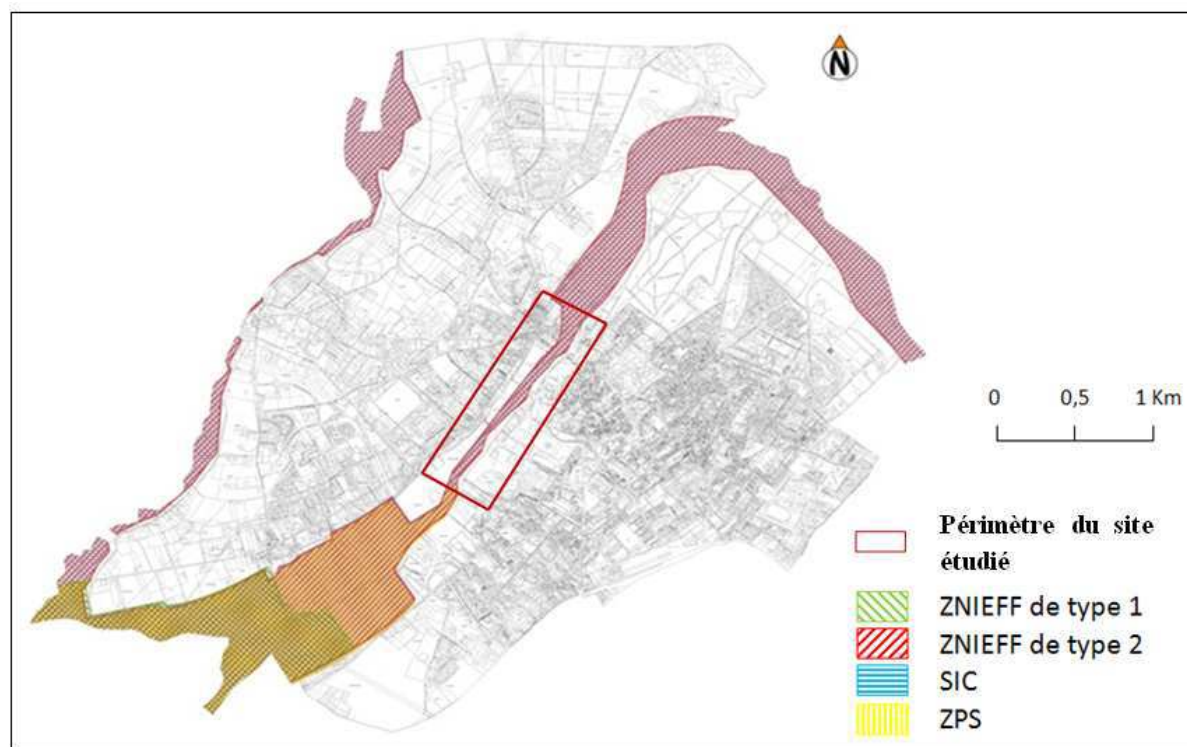 N
0 0,5 1 Km
Périmètre du site
étudié
ZNIEFF de type 1
ZNIEFF de type 2
SIC
ZPS